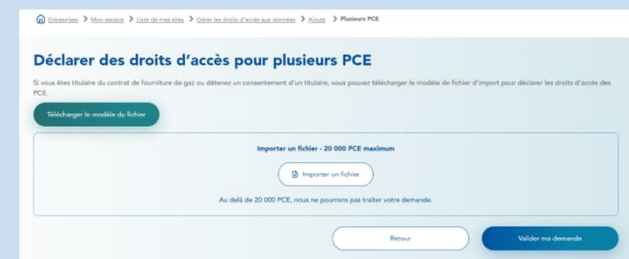 Entreprises > Mon espace > Liste de mes sites > Gérer les droits d'accès aux données > Ajouts > Plusieurs PCE
Déclarer des droits d'accès pour plusieurs PCE
Si vous êtes titulaire du contrat de fourniture de gaz ou détenez un consentement d'un titulaire, vous pouvez télécharger le modèle de fichier d'import pour déclarer les droits d'accès des
PCE.
Télécharger le modèle du fichier
Importer un fichier - 20 000 PCE maximum
Importer un fichier
Au delà de 20 000 PCE, nous ne pourrons pas traiter votre demande.
Retour
Valider ma demande